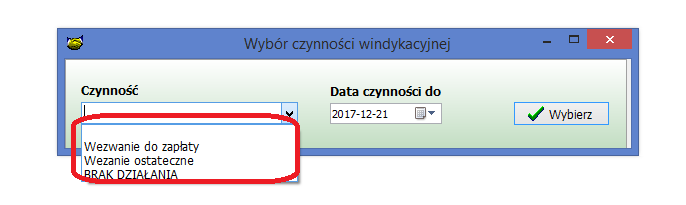 Wybór czynności windykacyjnej
Czynność
Data czynności do
2017-12-21
Wybierz
Wezwanie do zapłaty
Wezanie ostateczne
BRAK DZIAŁANIA